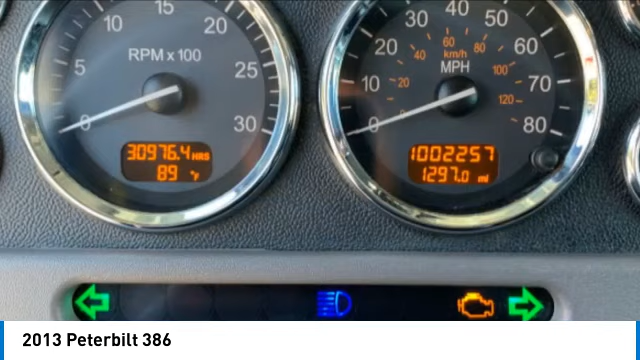 5 10 15 20 25 30
RPM x 100
0
30976.4 HRS
89 °F
10 20 30 40 50 60 70 80
20 40 60 80 100 120
km/h
MPH
0
1002257
1297.0 mi
2013 Peterbilt 386